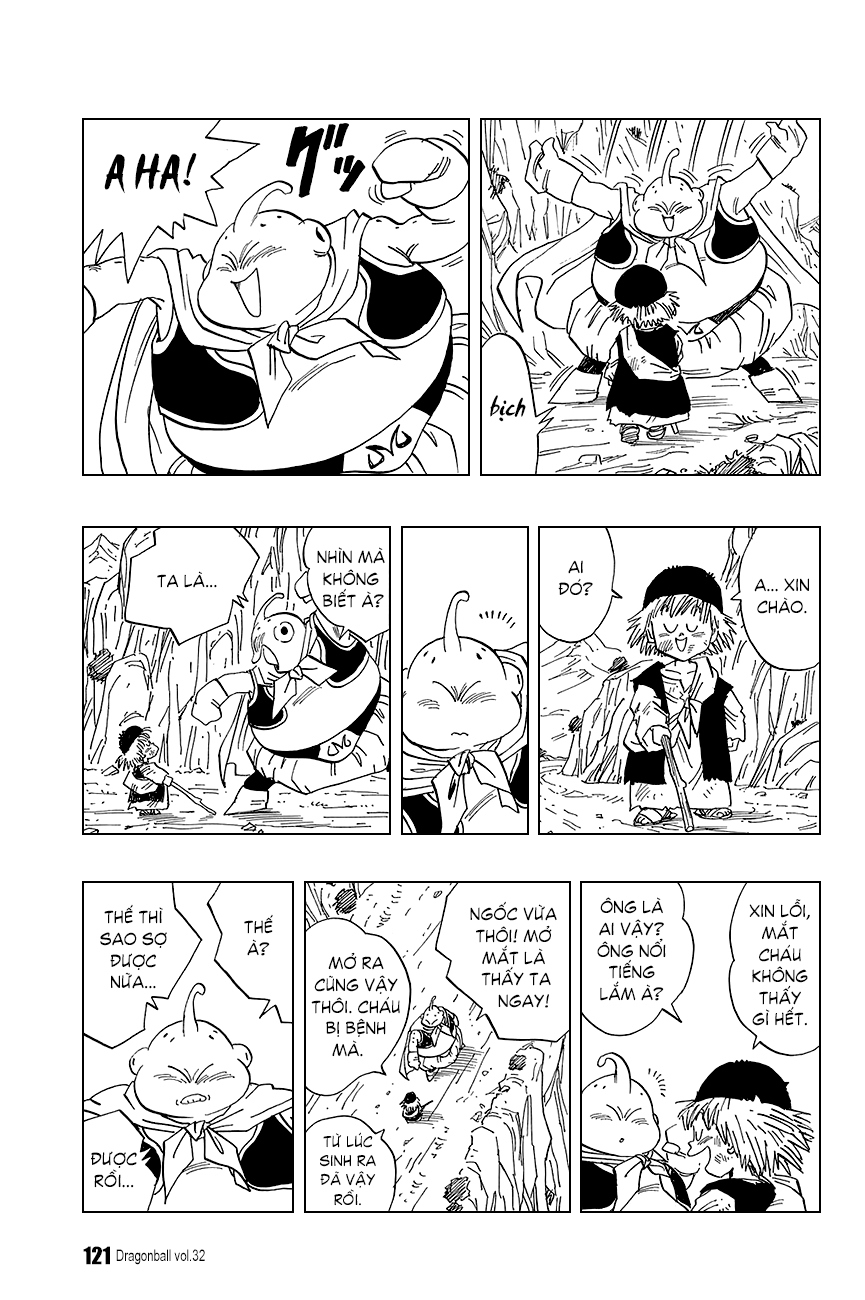 bịch
A HA!
グッ
A... XIN
CHÀO.
AI
ĐÓ?
NHÌN MÀ
KHÔNG
BIẾT À?
TA LÀ...
XIN LỖI,
MẮT
CHÁU
KHÔNG
THẤY
GÌ HẾT.
ÔNG LÀ
AI VẬY?
ÔNG NỔI
TIẾNG
LẮM À?
NGỐC VỪA
THÔI! MỞ
MẮT LÀ
THẤY TA
NGAY!
MỞ RA
CŨNG VẬY
THÔI. CHÁU
BỊ BỆNH
MÀ.
TỪ LÚC
SINH RA
ĐÃ VẬY
RỒI.
THẾ
À?
THẾ THÌ
SAO SỢ
ĐƯỢC
NỮA...
ĐƯỢC
RỒI...
121 Dragonball vol.32